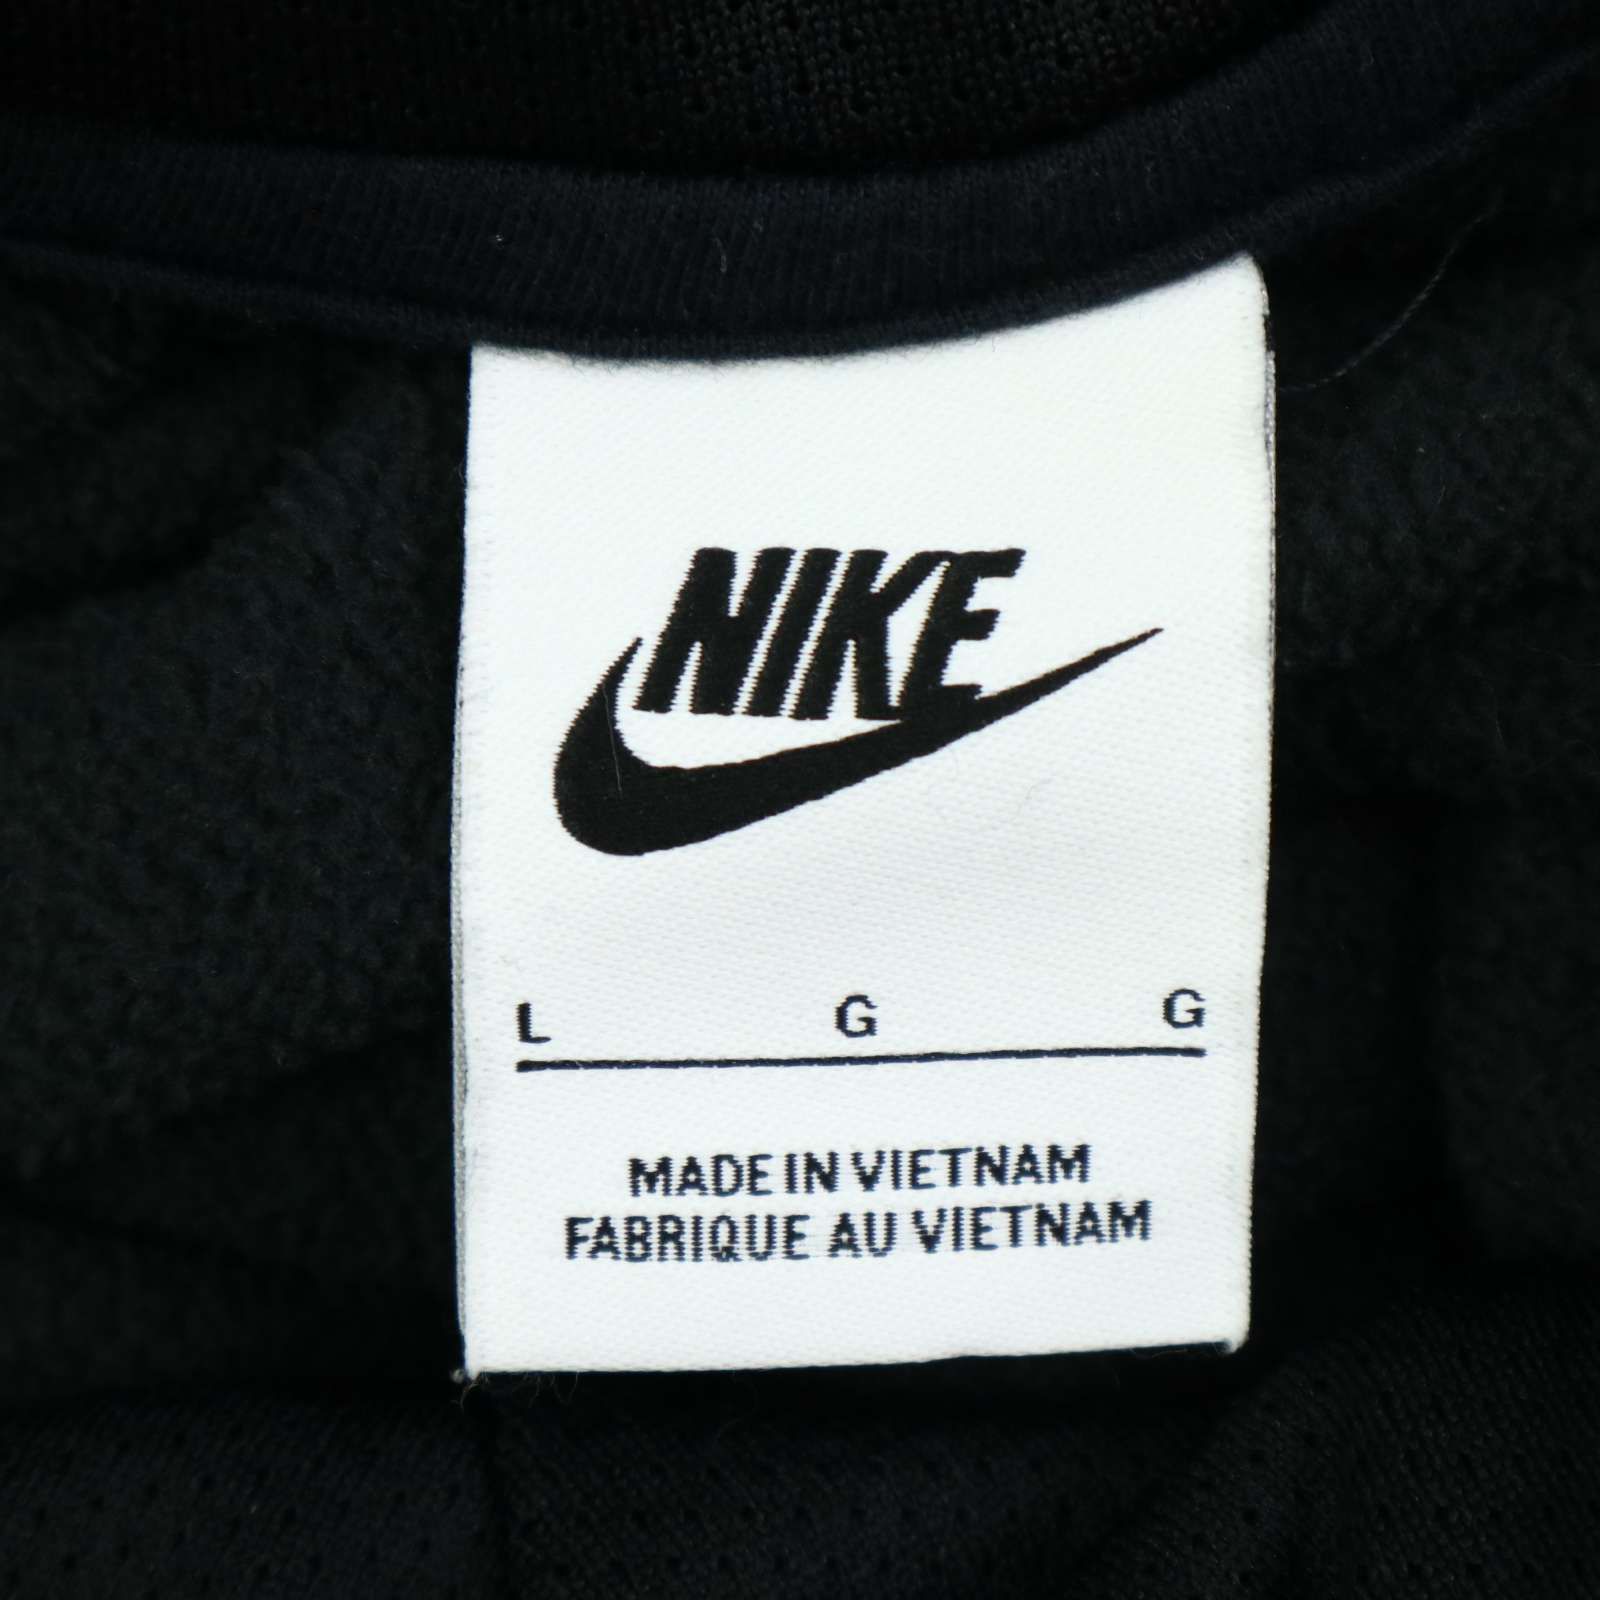 NIKE
L G G
MADE IN VIETNAM
FABRIQUE AU VIETNAM